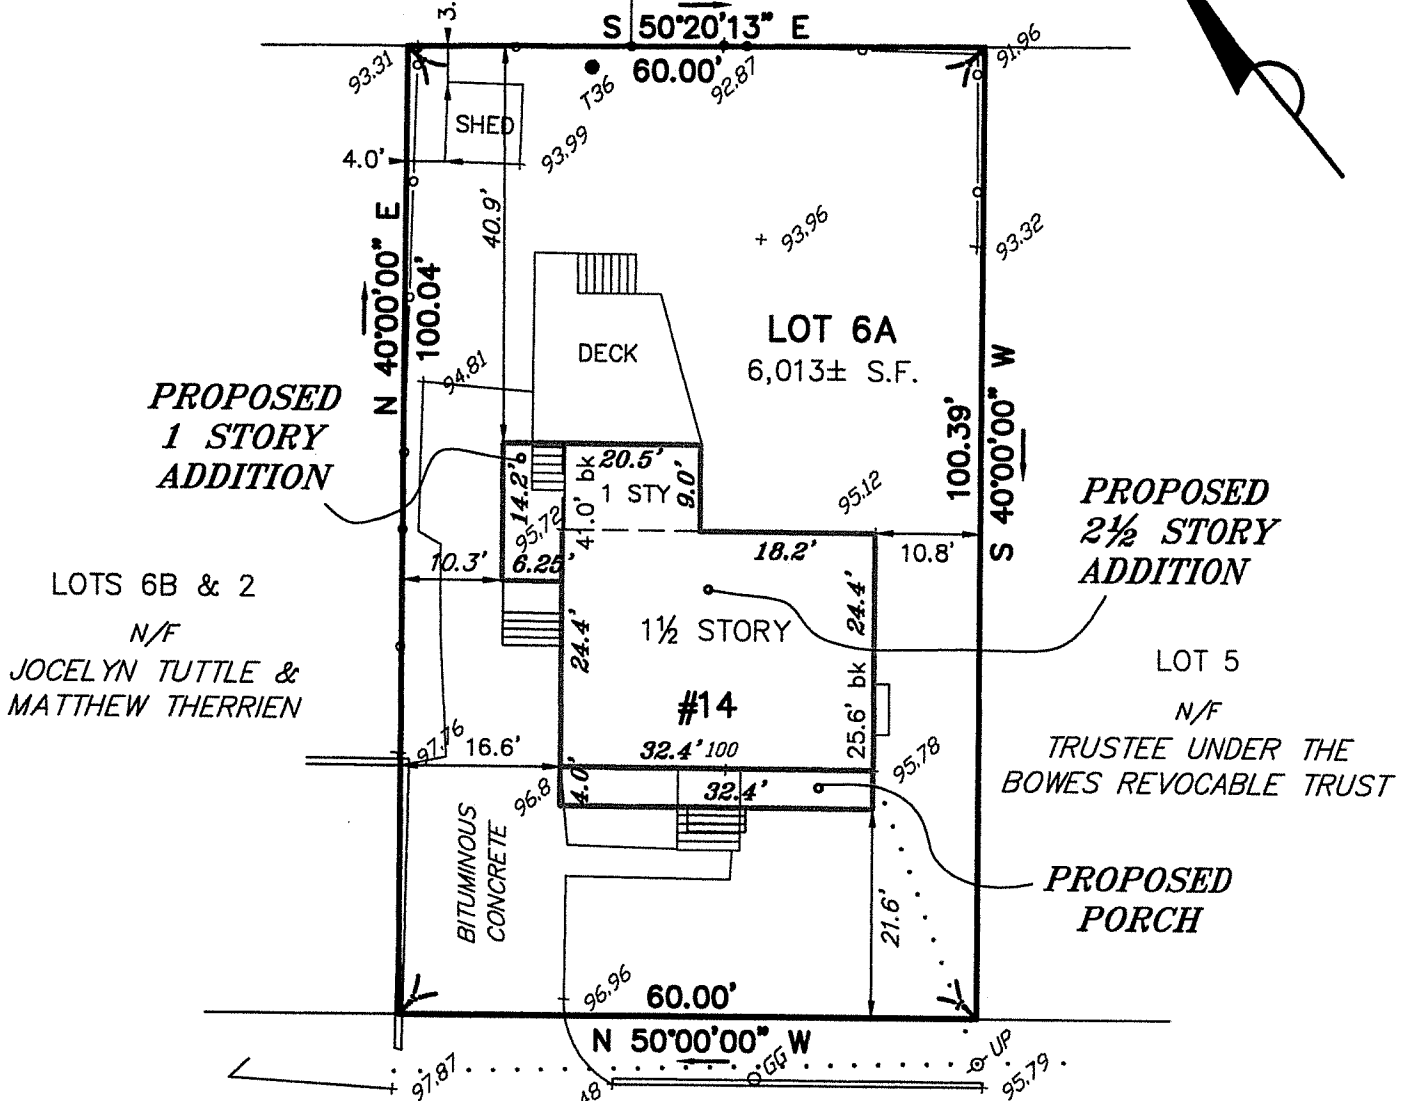 3.
S 50°20'13" E
60.00'
93.31
T36
92.87
91.96
SHED
93.99
4.0'
40.9'
N 40°00'00" E
100.04'
93.96
93.32
LOT 6A
6,013± S.F.
DECK
94.81
PROPOSED
1 STORY
ADDITION
100.39'
S 40°00'00" W
20.5'
14.2'
41.0' bk
1 STY
9.0'
95.72
95.12
PROPOSED
2½ STORY
ADDITION
10.3'
6.25'
18.2'
10.8'
LOTS 6B & 2
N/F
JOCELYN TUTTLE &
MATTHEW THERRIEN
24.4'
1½ STORY
24.4'
LOT 5
N/F
TRUSTEE UNDER THE
BOWES REVOCABLE TRUST
#14
25.6' bk
97.76
16.6'
32.4'
100
95.78
96.8
4.0'
32.4'
BITUMINOUS
CONCRETE
21.6'
PROPOSED
PORCH
96.96
60.00'
N 50°00'00" W
GG
UP
97.87
48
95.79